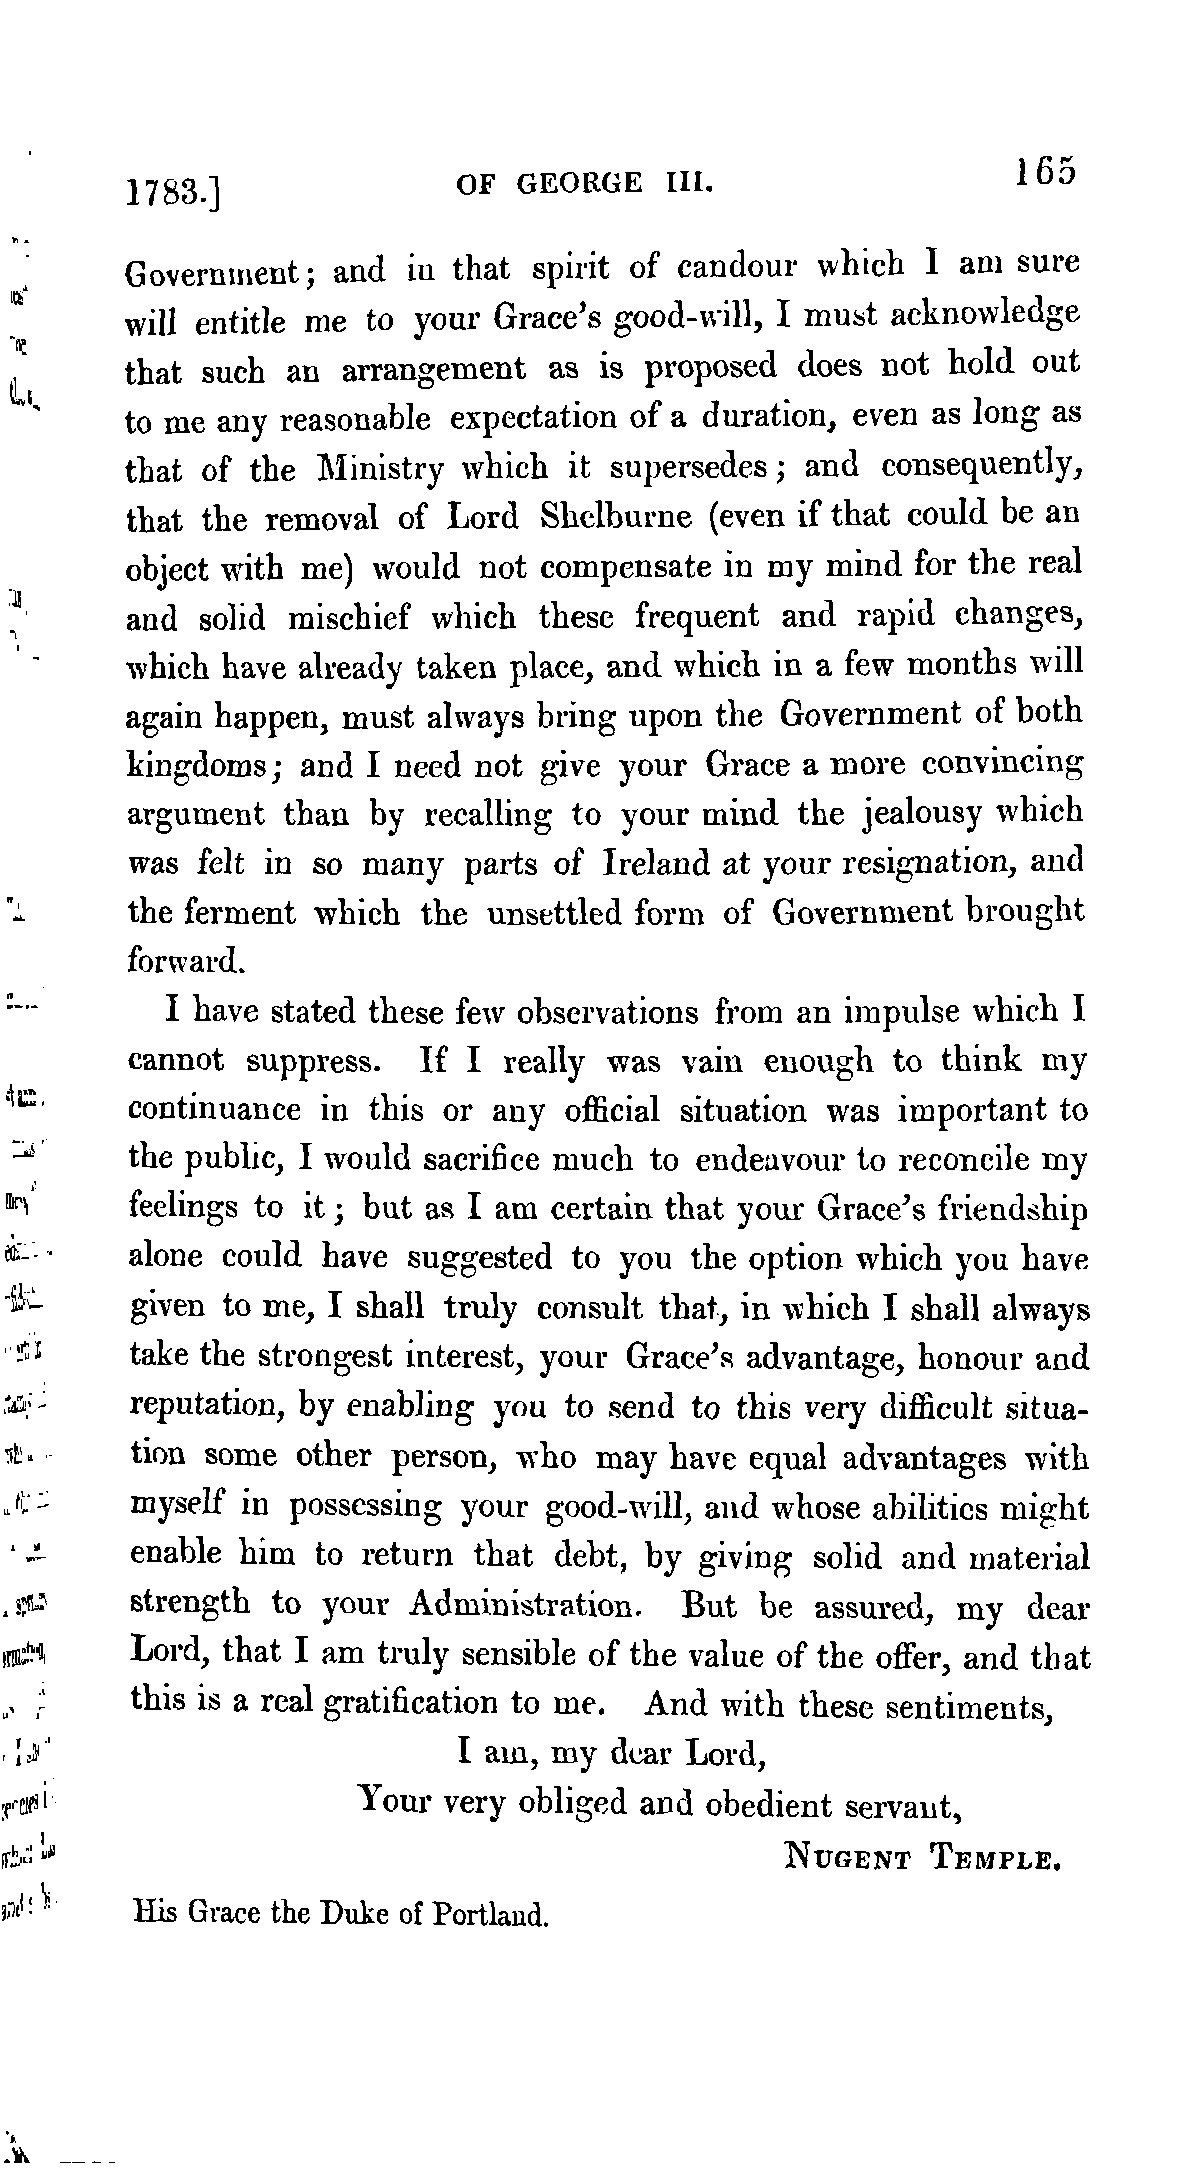 1783.] OF GEORGE III. 165
Government; and in that spirit of candour which I am sure
will entitle me to your Grace's good-will, I must acknowledge
that such an arrangement as is proposed does not hold out
to me any reasonable expectation of a duration, even as long as
that of the Ministry which it supersedes; and consequently,
that the removal of Lord Shelburne (even if that could be an
object with me) would not compensate in my mind for the real
and solid mischief which these frequent and rapid changes,
which have already taken place, and which in a few months will
again happen, must always bring upon the Government of both
kingdoms; and I need not give your Grace a more convincing
argument than by recalling to your mind the jealousy which
was felt in so many parts of Ireland at your resignation, and
the ferment which the unsettled form of Government brought
forward.
I have stated these few observations from an impulse which I
cannot suppress. If I really was vain enough to think my
continuance in this or any official situation was important to
the public, I would sacrifice much to endeavour to reconcile my
feelings to it; but as I am certain that your Grace's friendship
alone could have suggested to you the option which you have
given to me, I shall truly consult that, in which I shall always
take the strongest interest, your Grace's advantage, honour and
reputation, by enabling you to send to this very difficult situa-
tion some other person, who may have equal advantages with
myself in possessing your good-will, and whose abilities might
enable him to return that debt, by giving solid and material
strength to your Administration. But be assured, my dear
Lord, that I am truly sensible of the value of the offer, and that
this is a real gratification to me. And with these sentiments,
I am, my dear Lord,
Your very obliged and obedient servant,
NUGENT TEMPLE.
His Grace the Duke of Portland.